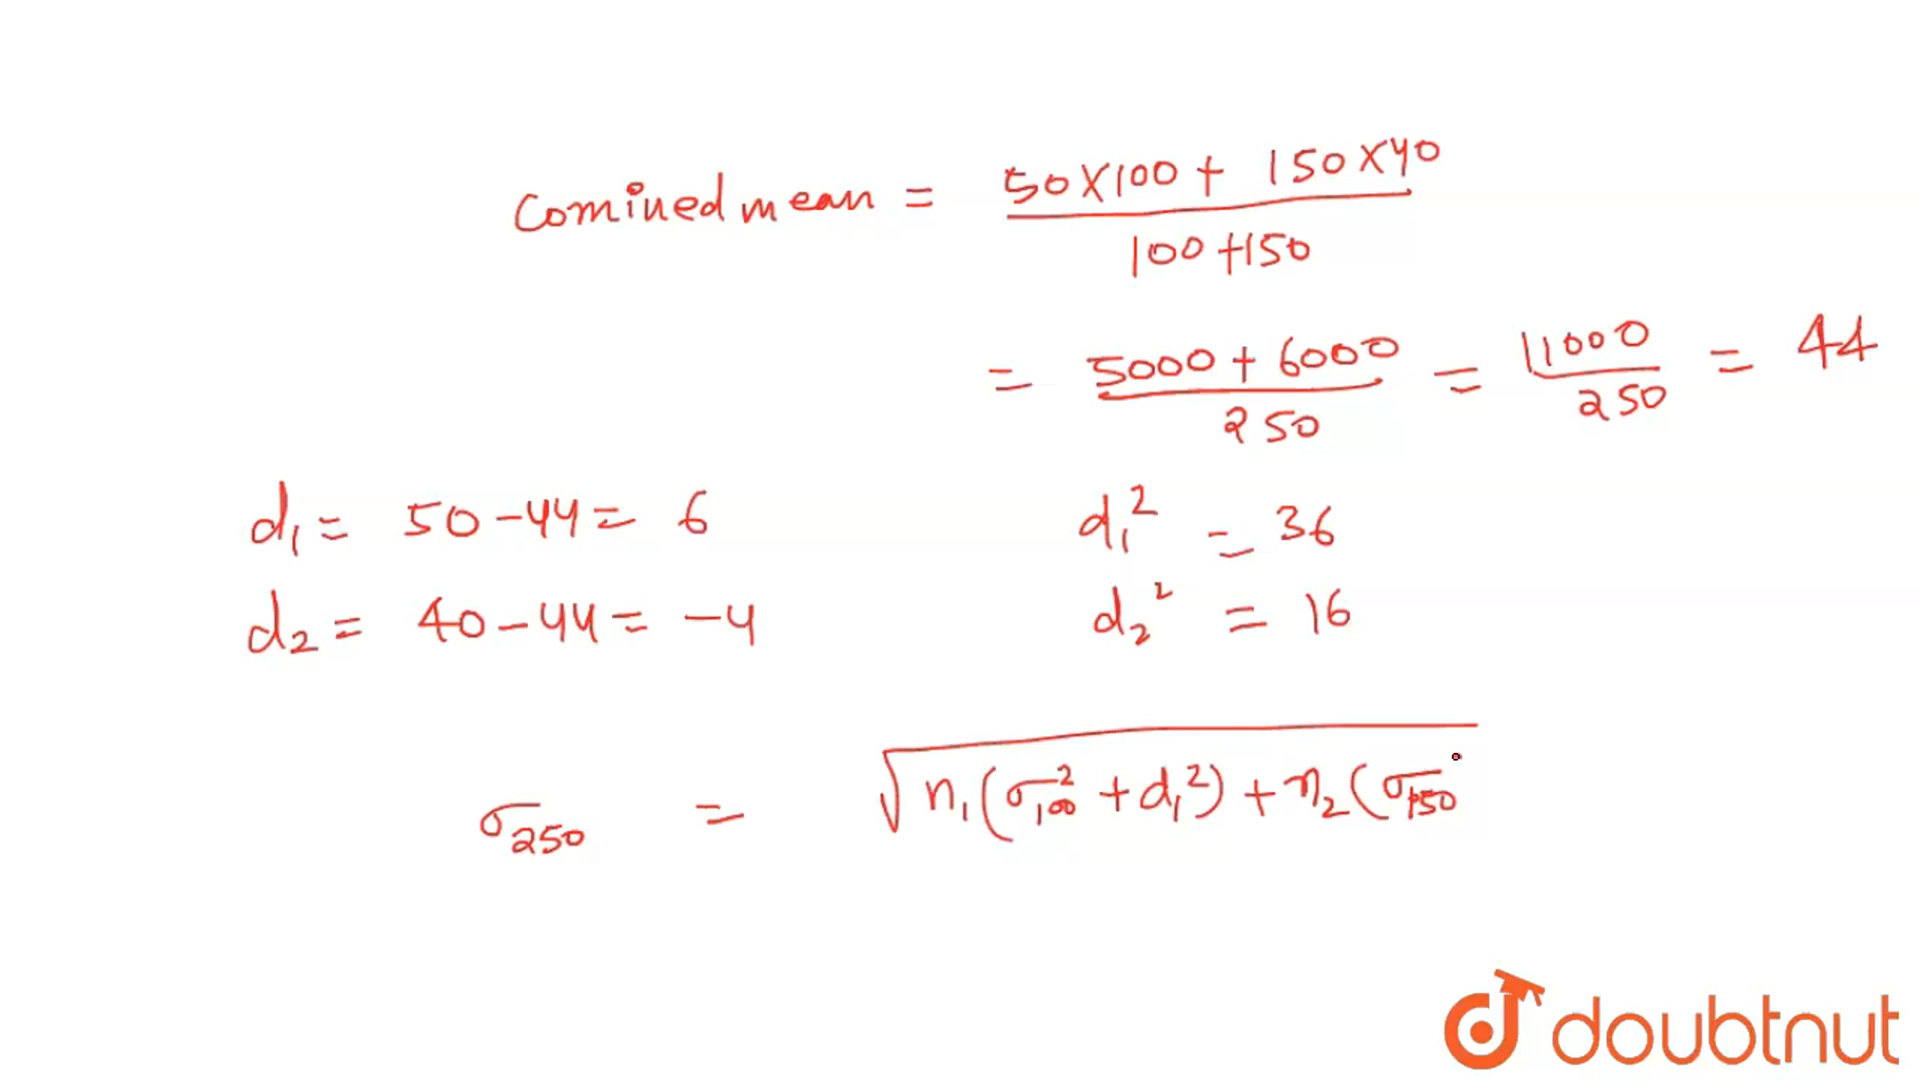 comined mean = (50 X 100 + 150 X 40) / (100 + 150)
= (5000 + 6000) / 250 = 11000 / 250 = 44
d₁ = 50 - 44 = 6    d₁² = 36
d₂ = 40 - 44 = -4    d₂² = 16
σ₂₅₀ = √n₁(σ₁₀₀² + d₁²) + n₂(σ₁₅₀
doubtnut